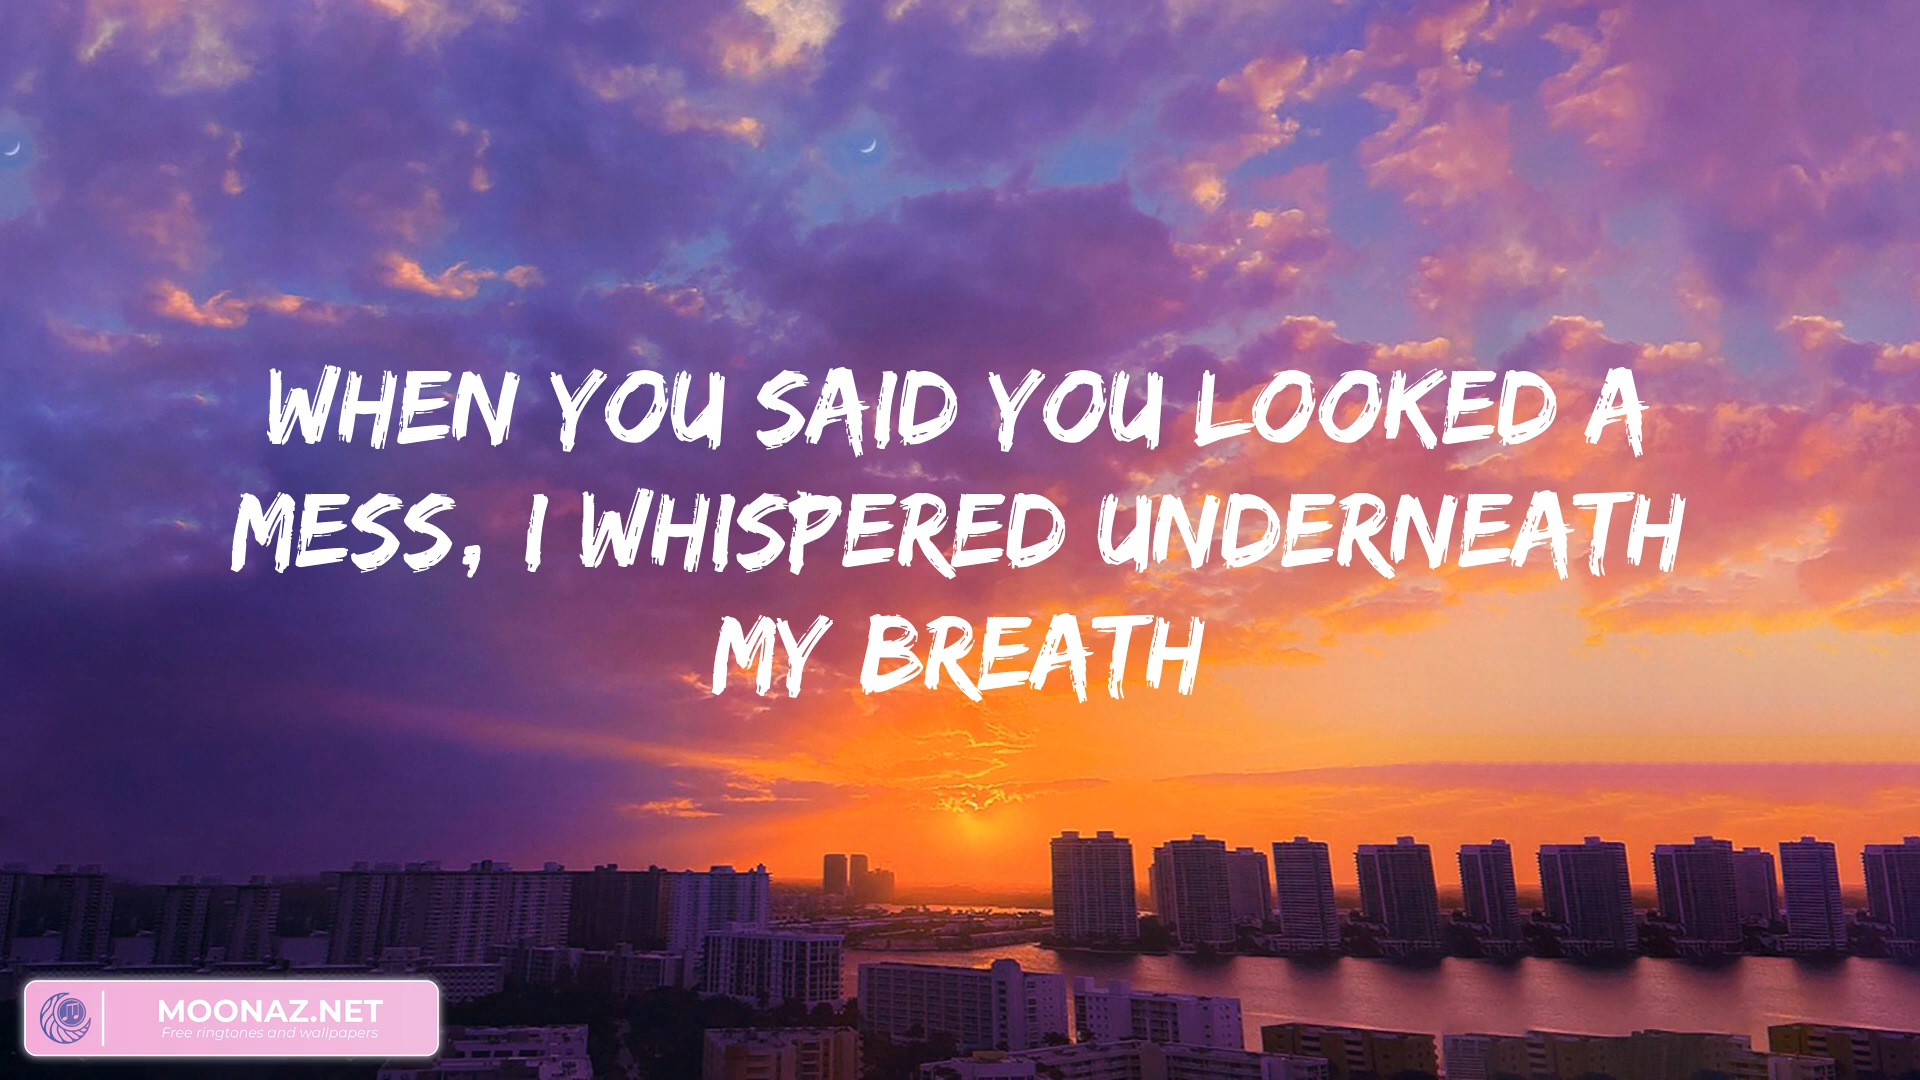 WHEN YOU SAID YOU LOOKED A
MESS, I WHISPERED UNDERNEATH
MY BREATH
MOONAZ.NET
Free ringtones and wallpapers